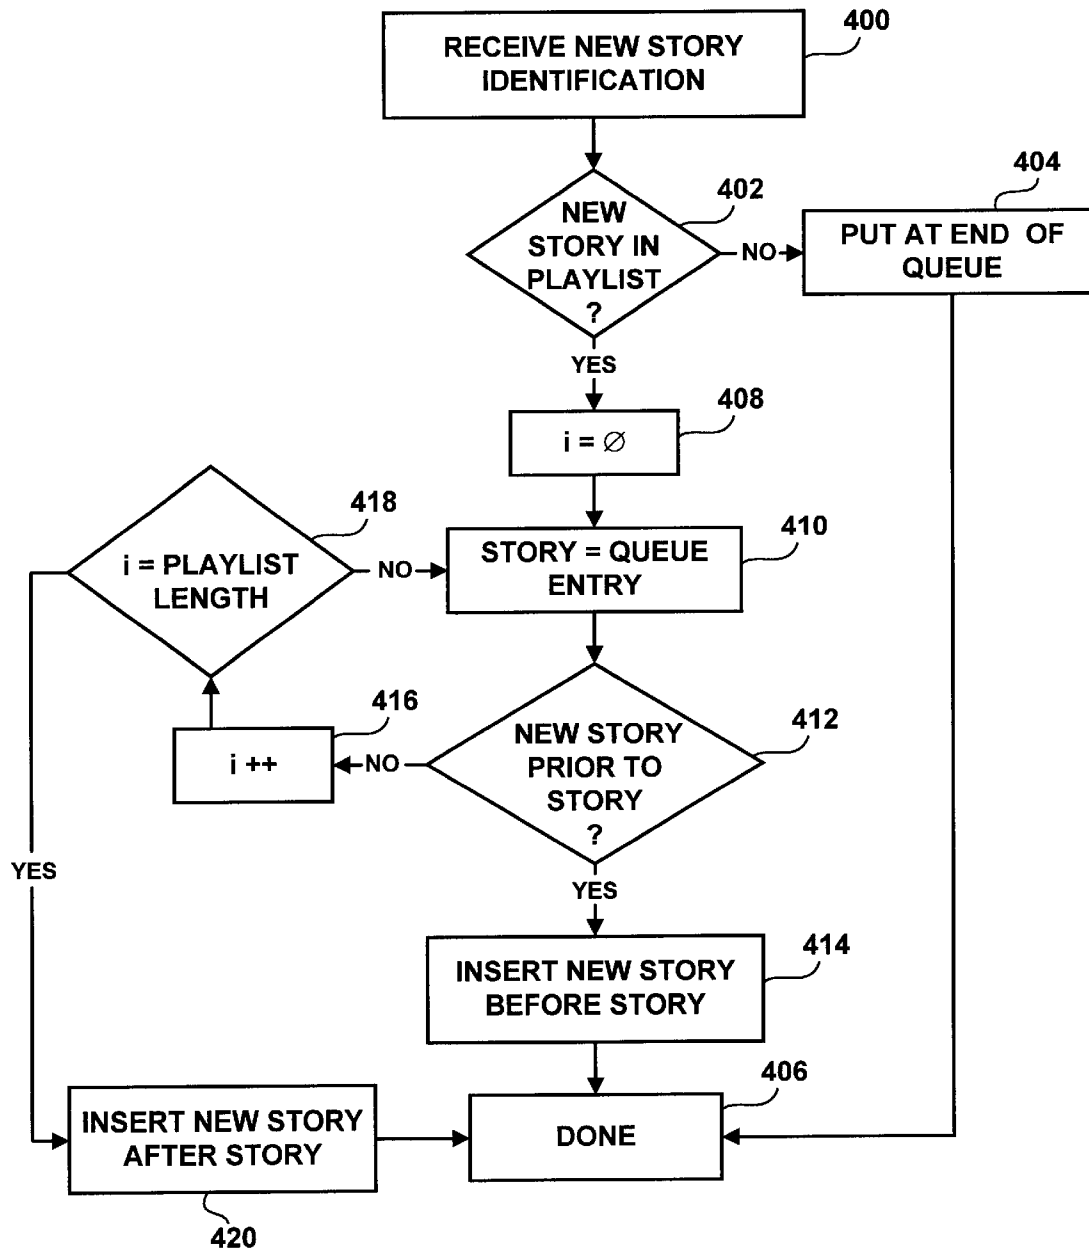 400
RECEIVE NEW STORY
IDENTIFICATION
402
NEW
STORY IN
PLAYLIST
?
NO
404
PUT AT END OF
QUEUE
YES
408
i = ∅
418
i = PLAYLIST
LENGTH
NO
410
STORY = QUEUE
ENTRY
416
i ++
NO
412
NEW STORY
PRIOR TO
STORY
?
YES
YES
414
INSERT NEW STORY
BEFORE STORY
406
DONE
INSERT NEW STORY
AFTER STORY
420